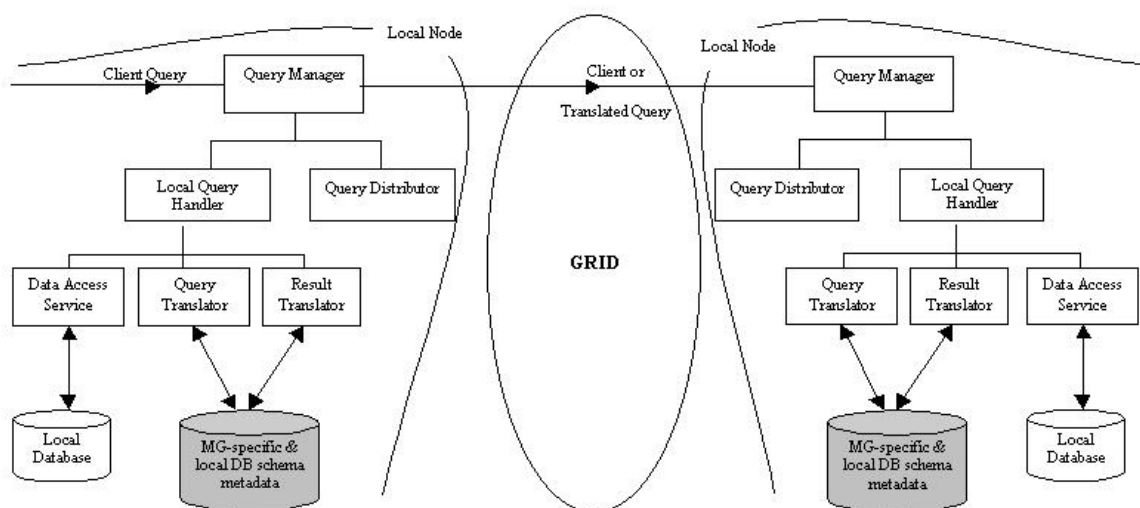 Local Node
Local Node
Client Query
Query Manager
Client or
Translated Query
Query Manager
Local Query
Handler
Query Distributor
Query Distributor
Local Query
Handler
GRID
Data Access
Service
Query
Translator
Result
Translator
Query
Translator
Result
Translator
Data Access
Service
Local
Database
MG-specific &
local DB schema
metadata
MG-specific &
local DB schema
metadata
Local
Database